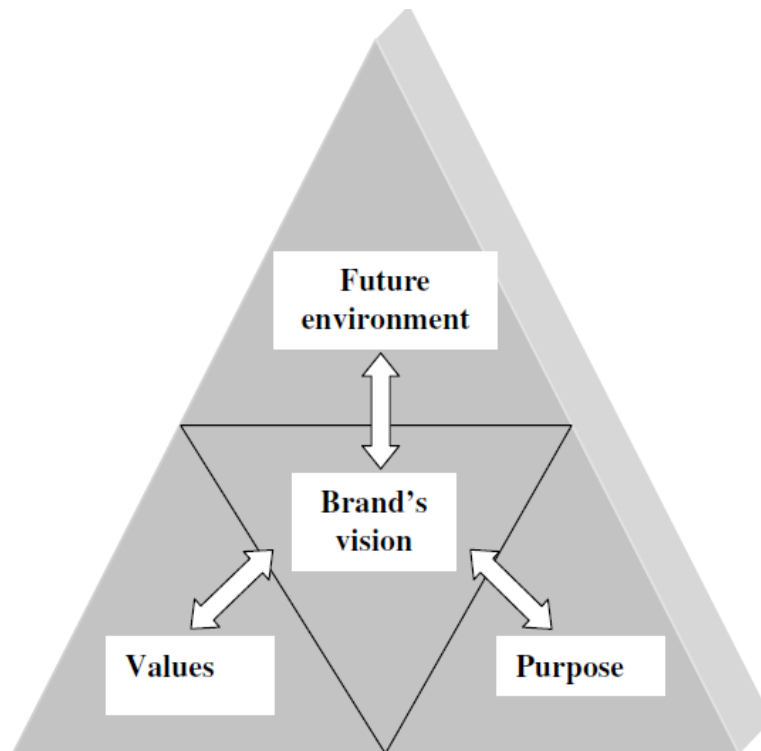 Future
environment
Brand’s
vision
Values
Purpose